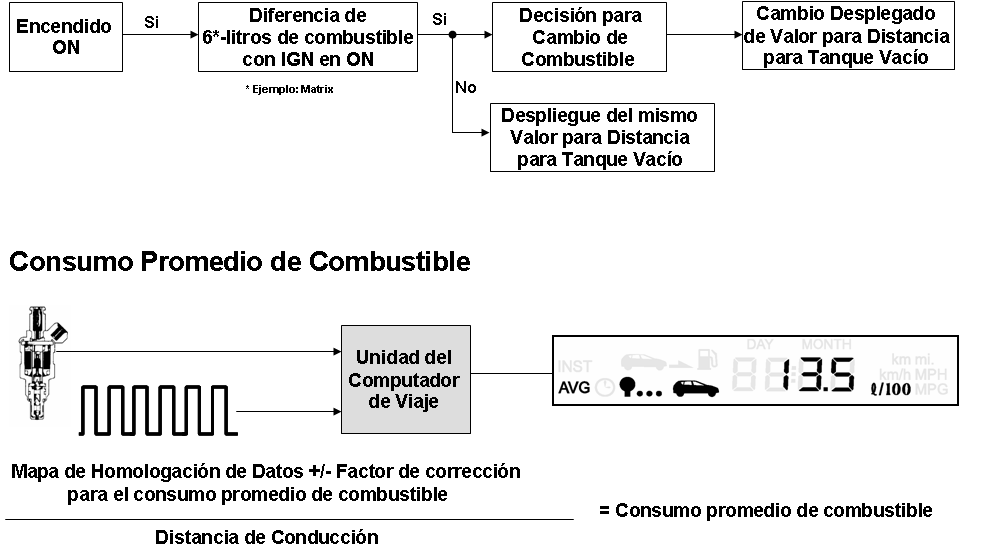 Encendido
ON
Si
Diferencia de
6*-litros de combustible
con IGN en ON
* Ejemplo: Matrix
Si
No
Decisión para
Cambio de
Combustible
Cambio Desplegado
de Valor para Distancia
para Tanque Vacío
Despliegue del mismo
Valor para Distancia
para Tanque Vacío
Consumo Promedio de Combustible
Unidad del
Computador
de Viaje
DAY MONTH
INST
AVG
13.5
km mi.
km/h MPH
ℓ/100 MPG
Mapa de Homologación de Datos +/- Factor de corrección
para el consumo promedio de combustible
= Consumo promedio de combustible
Distancia de Conducción